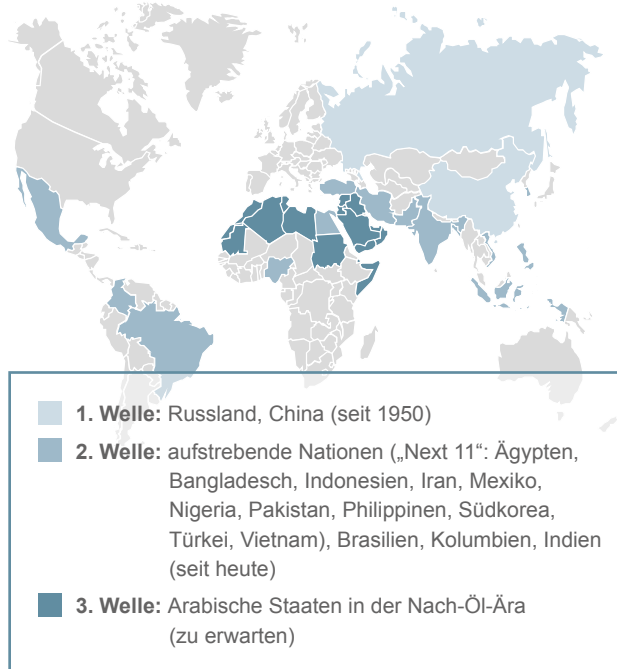 1. Welle: Russland, China (seit 1950)
2. Welle: aufstrebende Nationen („Next 11“: Ägypten,
Bangladesch, Indonesien, Iran, Mexiko,
Nigeria, Pakistan, Philippinen, Südkorea,
Türkei, Vietnam), Brasilien, Kolumbien, Indien
(seit heute)
3. Welle: Arabische Staaten in der Nach-Öl-Ära
(zu erwarten)